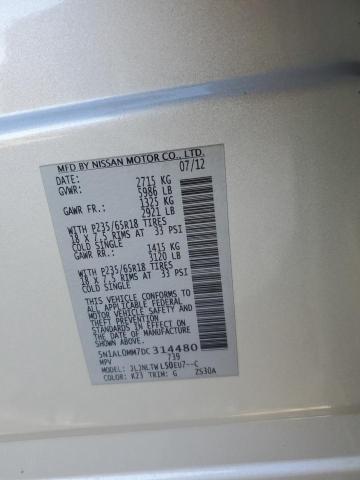 MFD BY NISSAN MOTOR CO., LTD.
DATE: 07/12
GVWR: 2715 KG
5986 LB
GAWR FR.: 1325 KG
2921 LB
WITH P235/65R18 TIRES
18 X 7.5 RIMS AT 33 PSI
COLD SINGLE
GAWR RR.: 1415 KG
3120 LB
WITH P235/65R18 TIRES
18 X 7.5 RIMS AT 33 PSI
COLD SINGLE
THIS VEHICLE CONFORMS TO ALL
APPLICABLE FEDERAL
MOTOR VEHICLE SAFETY
STANDARDS IN EFFECT
ON THE DATE OF MANUFACTURE
SHOWN ABOVE.
5N1AL0MM7DC314480
MPV 739
MODEL: JLJNLTWL50EU7--C
COLOR: K23 TRIM: G ZS30A